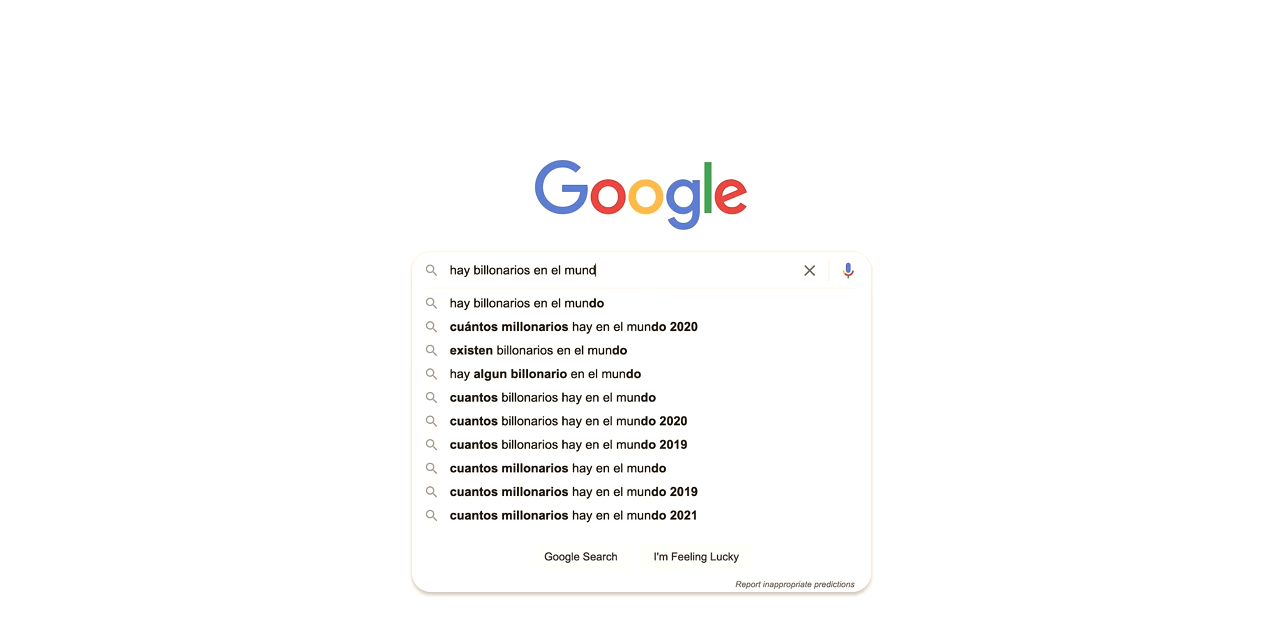 Google
hay billonarios en el mund
hay billonarios en el mundo
cuántos millonarios hay en el mundo 2020
existen billonarios en el mundo
hay algun billonario en el mundo
cuantos billonarios hay en el mundo
cuantos billonarios hay en el mundo 2020
cuantos billonarios hay en el mundo 2019
cuantos millonarios hay en el mundo
cuantos millonarios hay en el mundo 2019
cuantos millonarios hay en el mundo 2021
Google Search I'm Feeling Lucky
Report inappropriate predictions